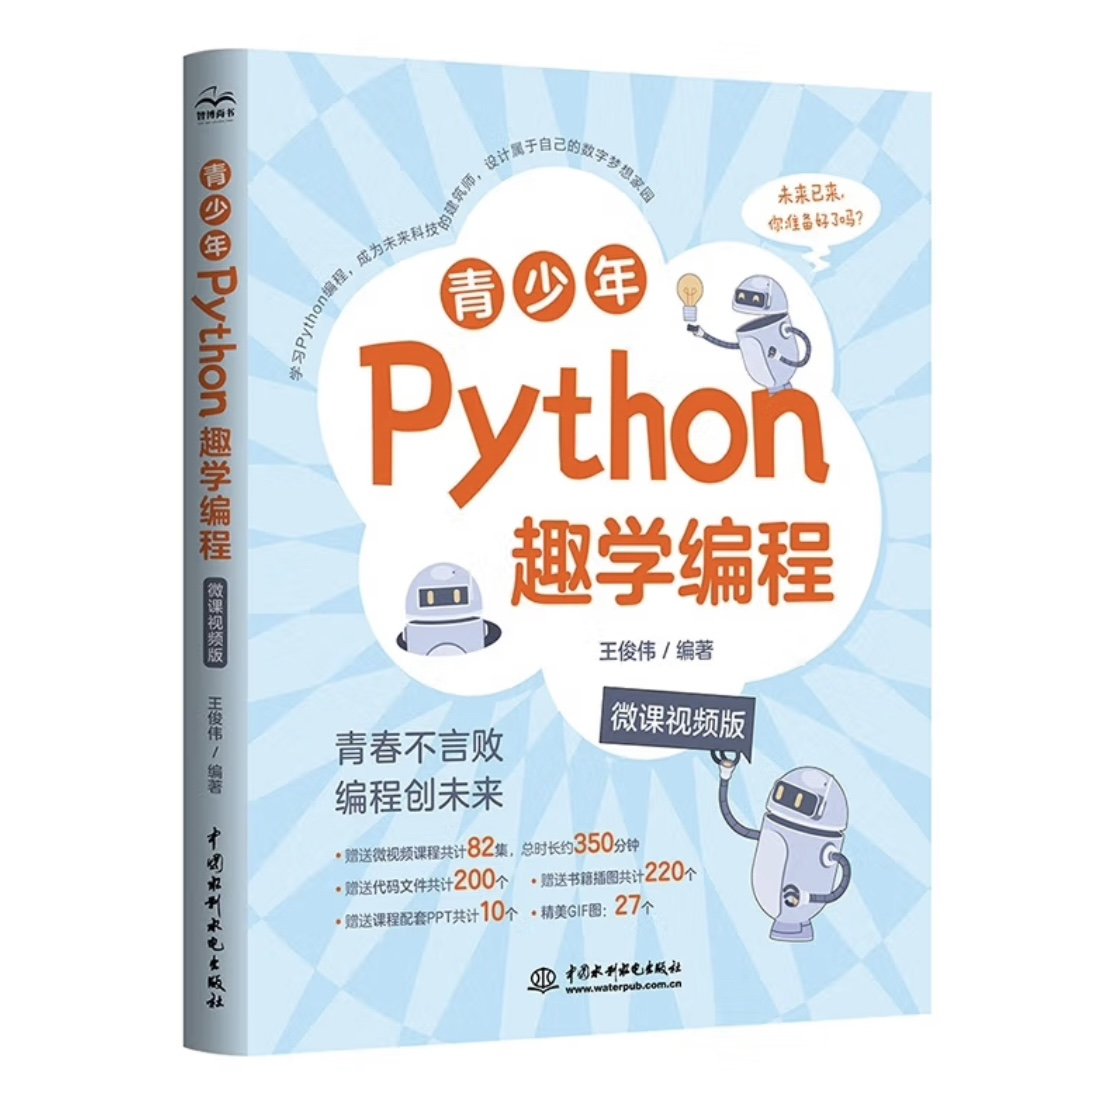 智博尚书
青少年Python趣学编程
微课视频版
王俊伟/编著
中国水利水电出版社
学习Python编程，成为未来科技的建筑师，设计属于自己的数字梦想家园
未来已来，
你准备好了吗？
青少年
Python
趣学编程
王俊伟 / 编著
微课视频版
青春不言败
编程创未来
• 赠送微视频课程共计82集，总时长约350分钟
• 赠送代码文件共计200个 • 赠送书籍插图共计220个
• 赠送课程配套PPT共计10个 • 精美GIF图：27个
中国水利水电出版社
www.waterpub.com.cn